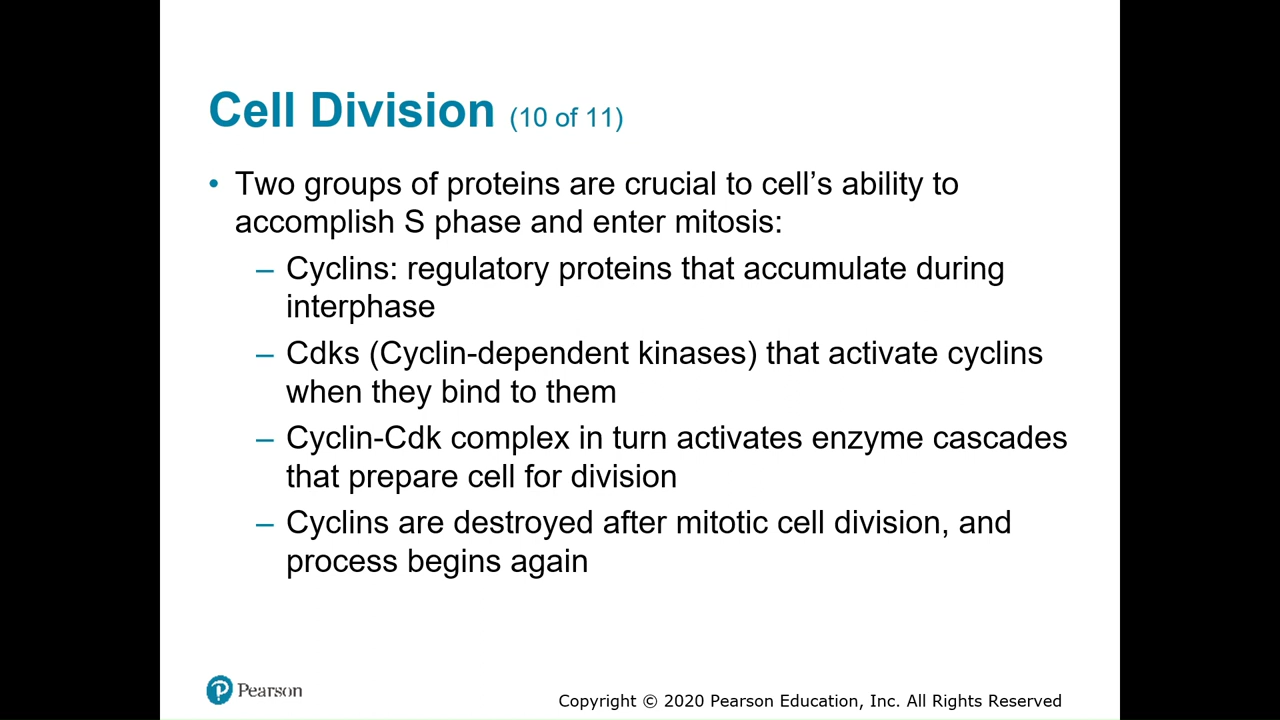 Cell Division (10 of 11)
• Two groups of proteins are crucial to cell’s ability to
accomplish S phase and enter mitosis:
– Cyclins: regulatory proteins that accumulate during
interphase
– Cdks (Cyclin-dependent kinases) that activate cyclins
when they bind to them
– Cyclin-Cdk complex in turn activates enzyme cascades
that prepare cell for division
– Cyclins are destroyed after mitotic cell division, and
process begins again
Pearson
Copyright © 2020 Pearson Education, Inc. All Rights Reserved